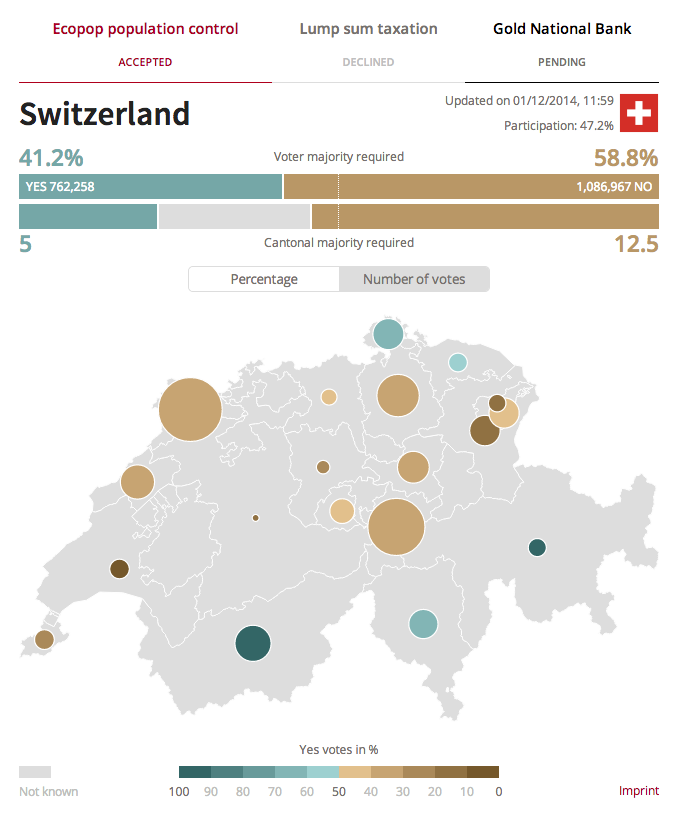 Ecopop population control Lump sum taxation Gold National Bank
ACCEPTED DECLINED PENDING
Switzerland
Updated on 01/12/2014, 11:59
Participation: 47.2%
41.2% Voter majority required 58.8%
YES 762,258 1,086,967 NO
5 Cantonal majority required 12.5
Percentage Number of votes
Yes votes in %
Not known 100 90 80 70 60 50 40 30 20 10 0 Imprint